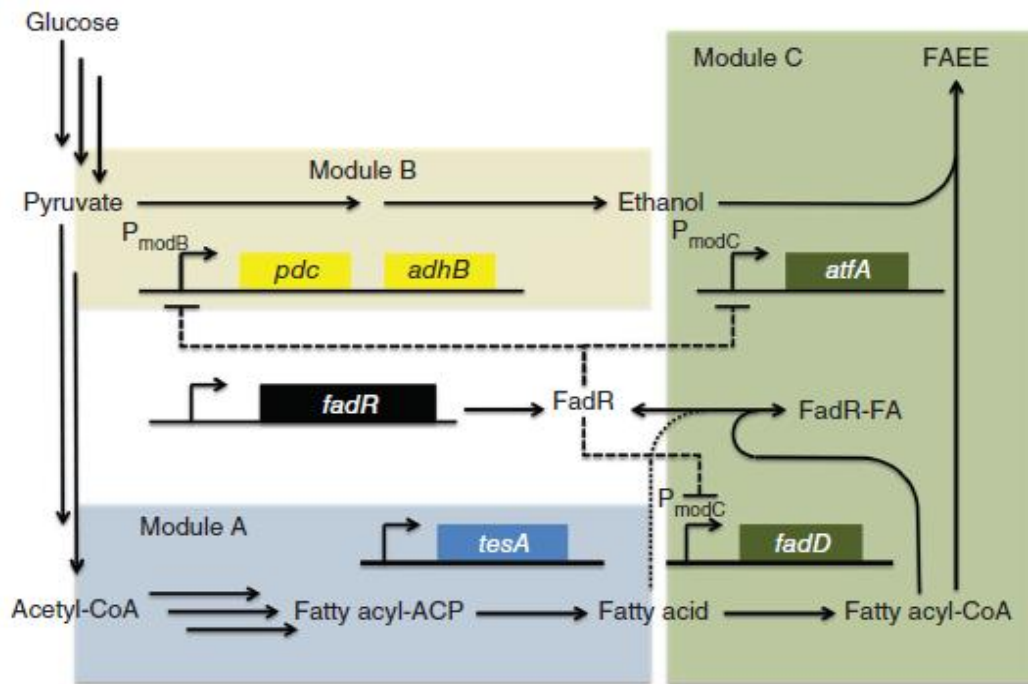 Glucose
Module C
FAEE
Module B
Pyruvate
Ethanol
PmodB
pdc
adhB
PmodC
atfA
fadR
FadR
FadR-FA
PmodC
Module A
tesA
fadD
Acetyl-CoA
Fatty acyl-ACP
Fatty acid
Fatty acyl-CoA